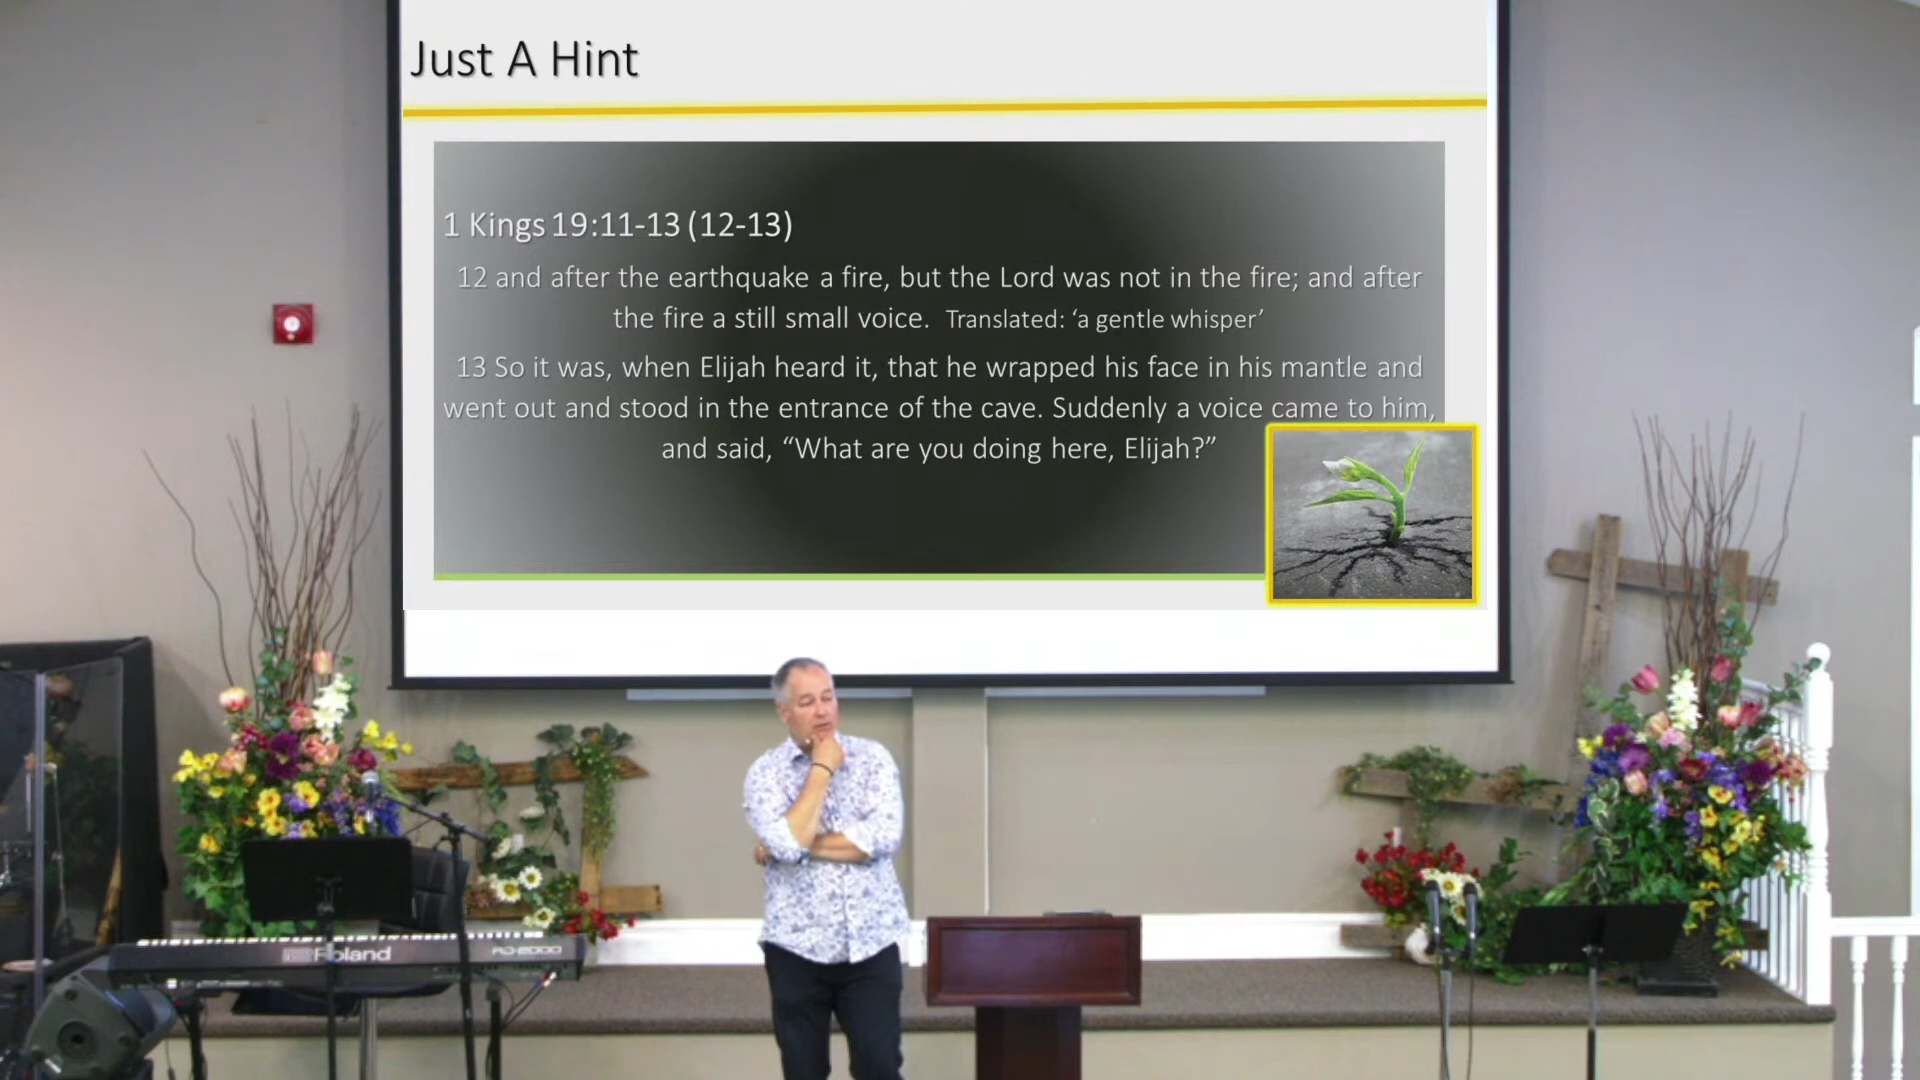 Just A Hint
1 Kings 19:11-13 (12-13)
12 and after the earthquake a fire, but the Lord was not in the fire; and after
the fire a still small voice. Translated: ‘a gentle whisper’
13 So it was, when Elijah heard it, that he wrapped his face in his mantle and
went out and stood in the entrance of the cave. Suddenly a voice came to him,
and said, “What are you doing here, Elijah?”
Roland